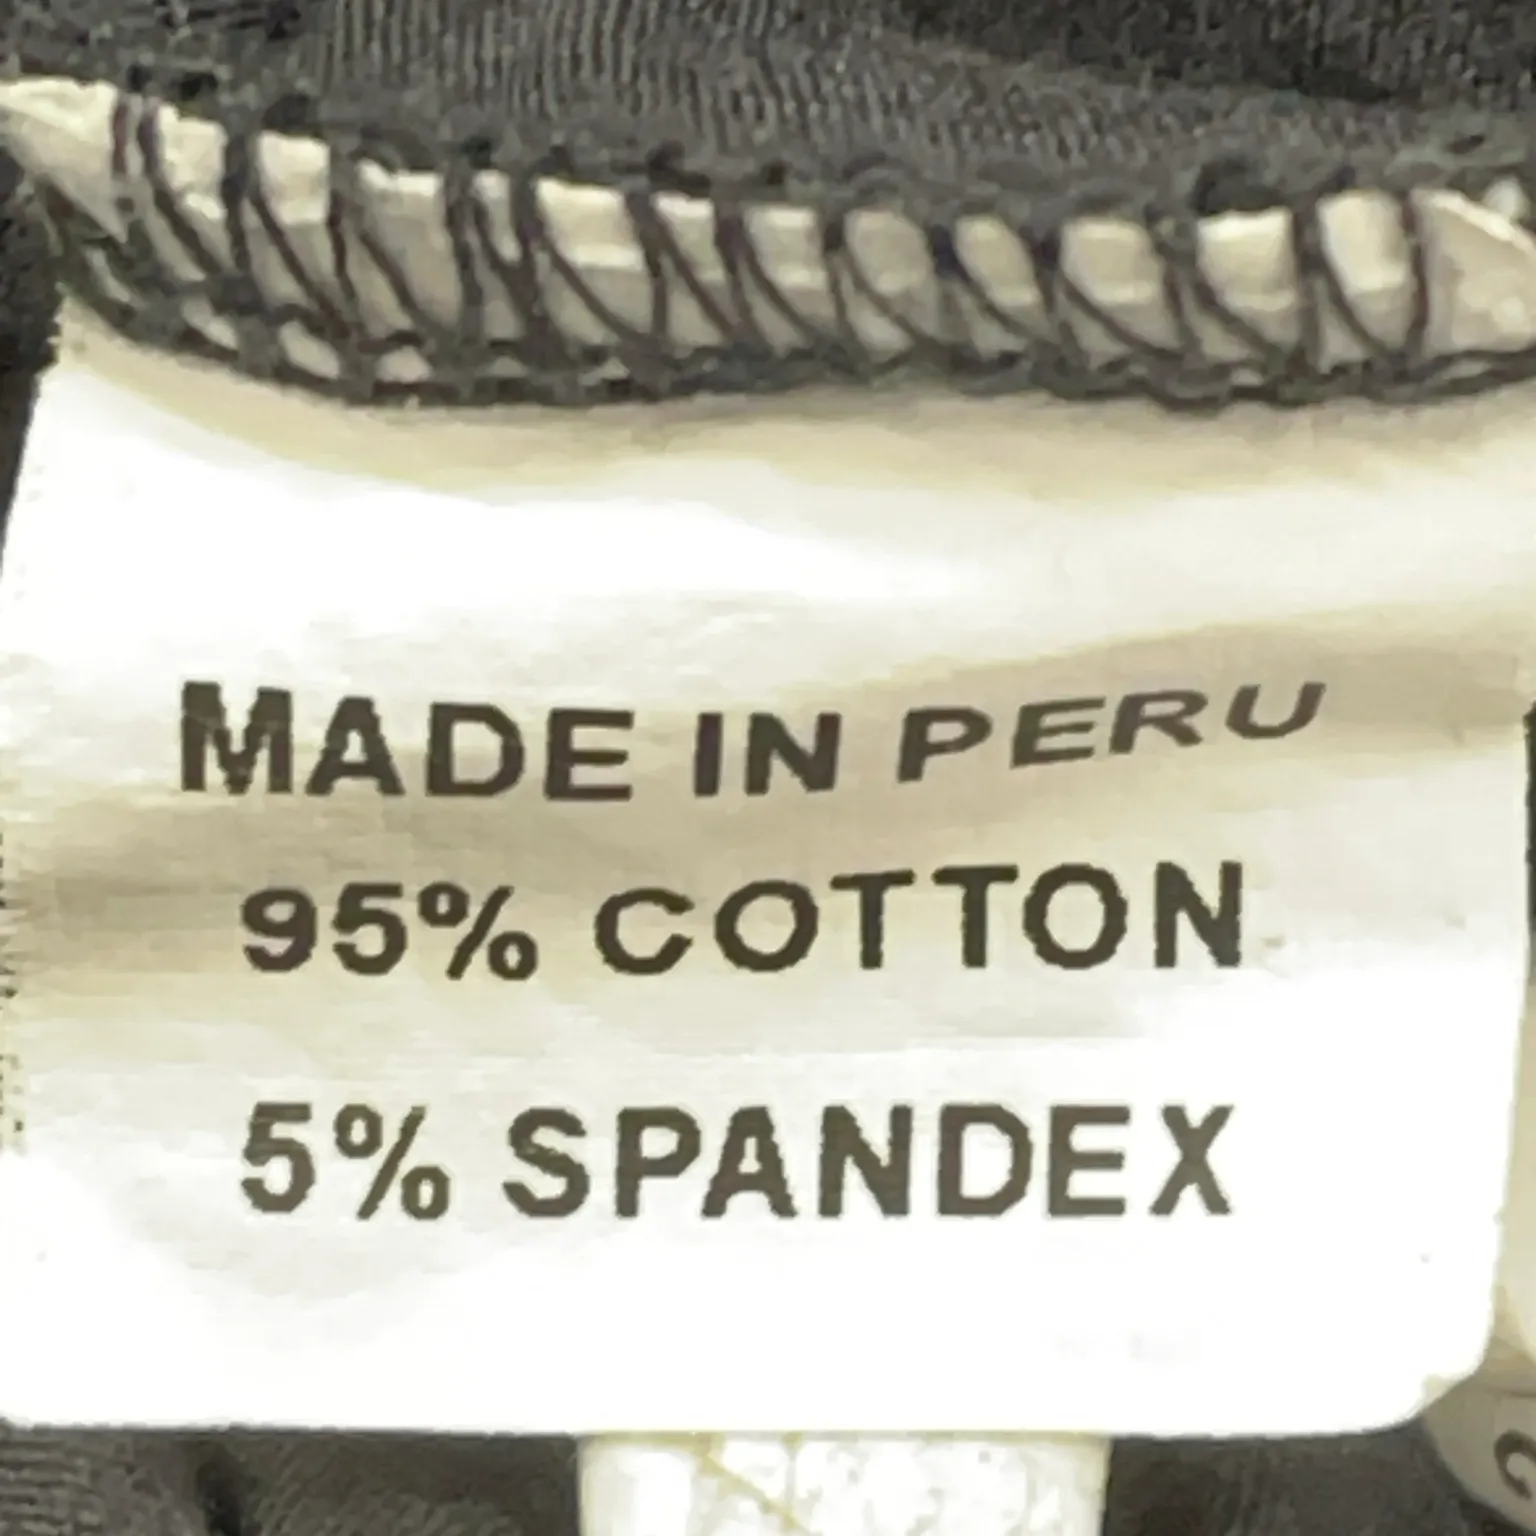 MADE IN PERU
95% COTTON
5% SPANDEX